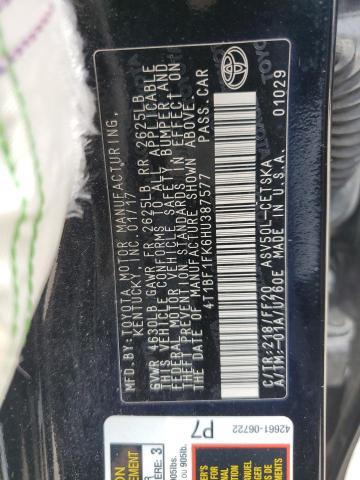 MFD. BY: TOYOTA MOTOR MANUFACTURING,
KENTUCKY, INC. 01/17
GVWR 4630LB GAWR FR 2625LB RR 2625LB
THIS VEHICLE CONFORMS TO ALL APPLICABLE
FEDERAL MOTOR VEHICLE SAFETY, BUMPER, AND
THEFT PREVENTION STANDARDS IN EFFECT ON
THE DATE OF MANUFACTURE SHOWN ABOVE.
4T1BF1FK6HU387577 PASS.CAR
C/TR:218/FE20 ASV50L-CETSKA
A/TM:-01A/U760E MADE IN U.S.A. 01029
TOYOTA
42661-06722
P7